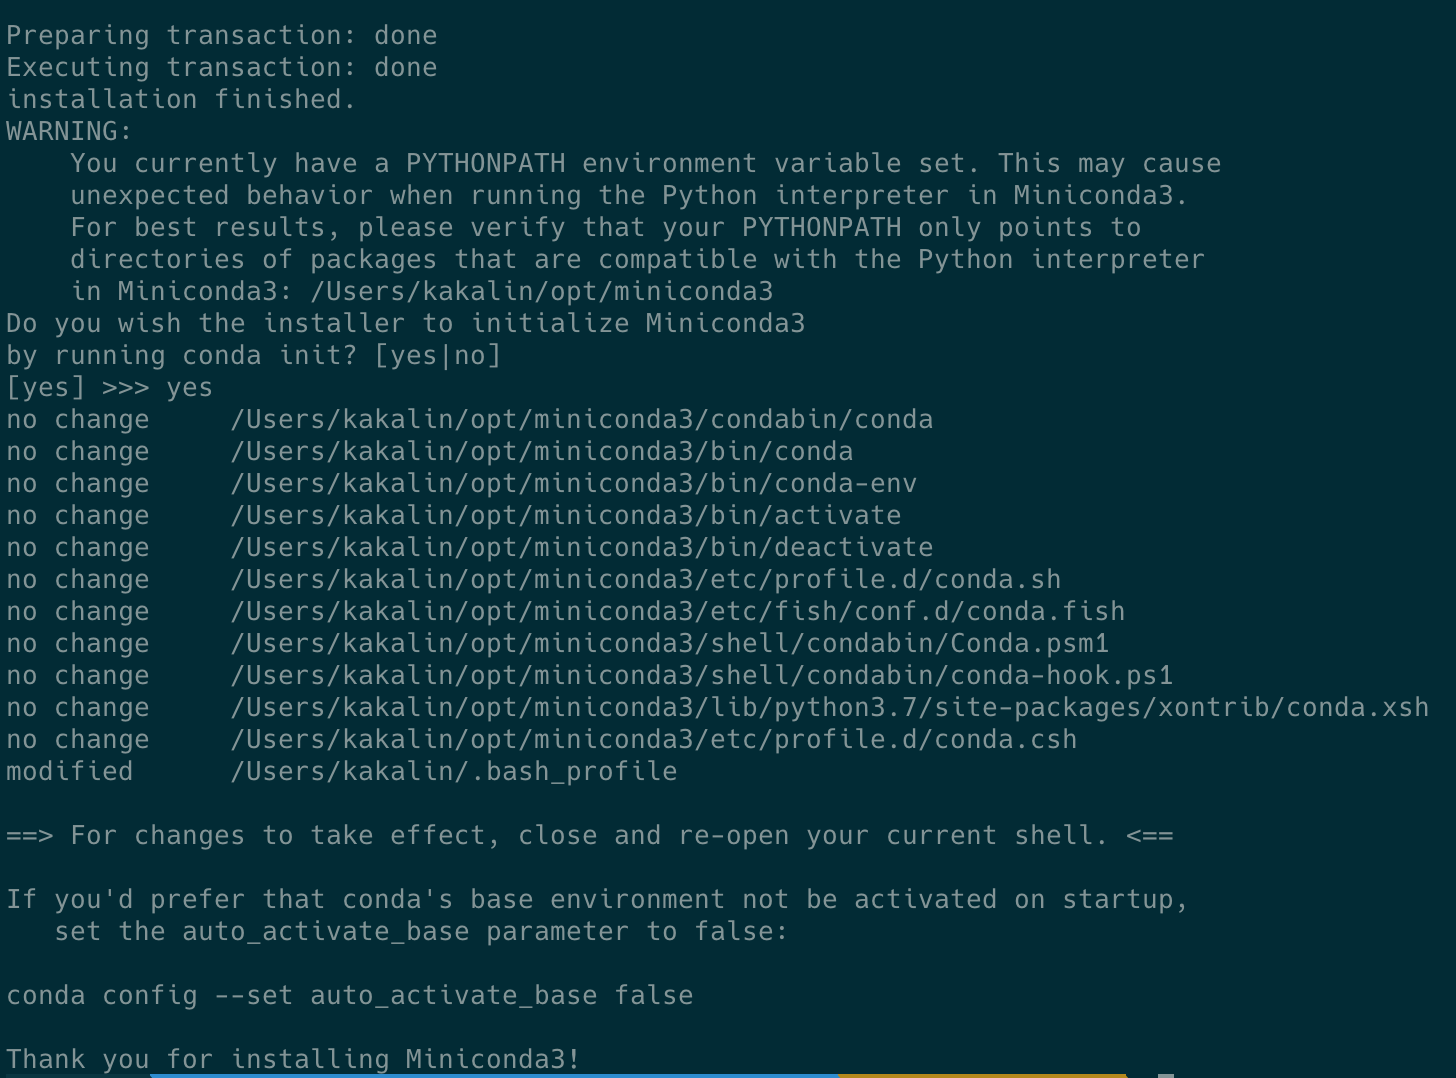 Preparing transaction: done
Executing transaction: done
installation finished.
WARNING:
    You currently have a PYTHONPATH environment variable set. This may cause
    unexpected behavior when running the Python interpreter in Miniconda3.
    For best results, please verify that your PYTHONPATH only points to
    directories of packages that are compatible with the Python interpreter
    in Miniconda3: /Users/kakalin/opt/miniconda3
Do you wish the installer to initialize Miniconda3
by running conda init? [yes|no]
[yes] >>> yes
no change     /Users/kakalin/opt/miniconda3/condabin/conda
no change     /Users/kakalin/opt/miniconda3/bin/conda
no change     /Users/kakalin/opt/miniconda3/bin/conda-env
no change     /Users/kakalin/opt/miniconda3/bin/activate
no change     /Users/kakalin/opt/miniconda3/bin/deactivate
no change     /Users/kakalin/opt/miniconda3/etc/profile.d/conda.sh
no change     /Users/kakalin/opt/miniconda3/etc/fish/conf.d/conda.fish
no change     /Users/kakalin/opt/miniconda3/shell/condabin/Conda.psm1
no change     /Users/kakalin/opt/miniconda3/shell/condabin/conda-hook.ps1
no change     /Users/kakalin/opt/miniconda3/lib/python3.7/site-packages/xontrib/conda.xsh
no change     /Users/kakalin/opt/miniconda3/etc/profile.d/conda.csh
modified      /Users/kakalin/.bash_profile

==> For changes to take effect, close and re-open your current shell. <==

If you'd prefer that conda's base environment not be activated on startup,
   set the auto_activate_base parameter to false:

conda config --set auto_activate_base false

Thank you for installing Miniconda3!